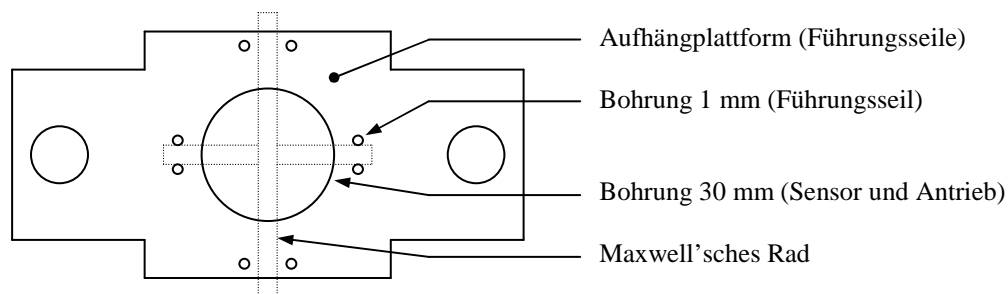 Aufhängplattform (Führungsseile)
Bohrung 1 mm (Führungsseil)
Bohrung 30 mm (Sensor und Antrieb)
Maxwell’sches Rad